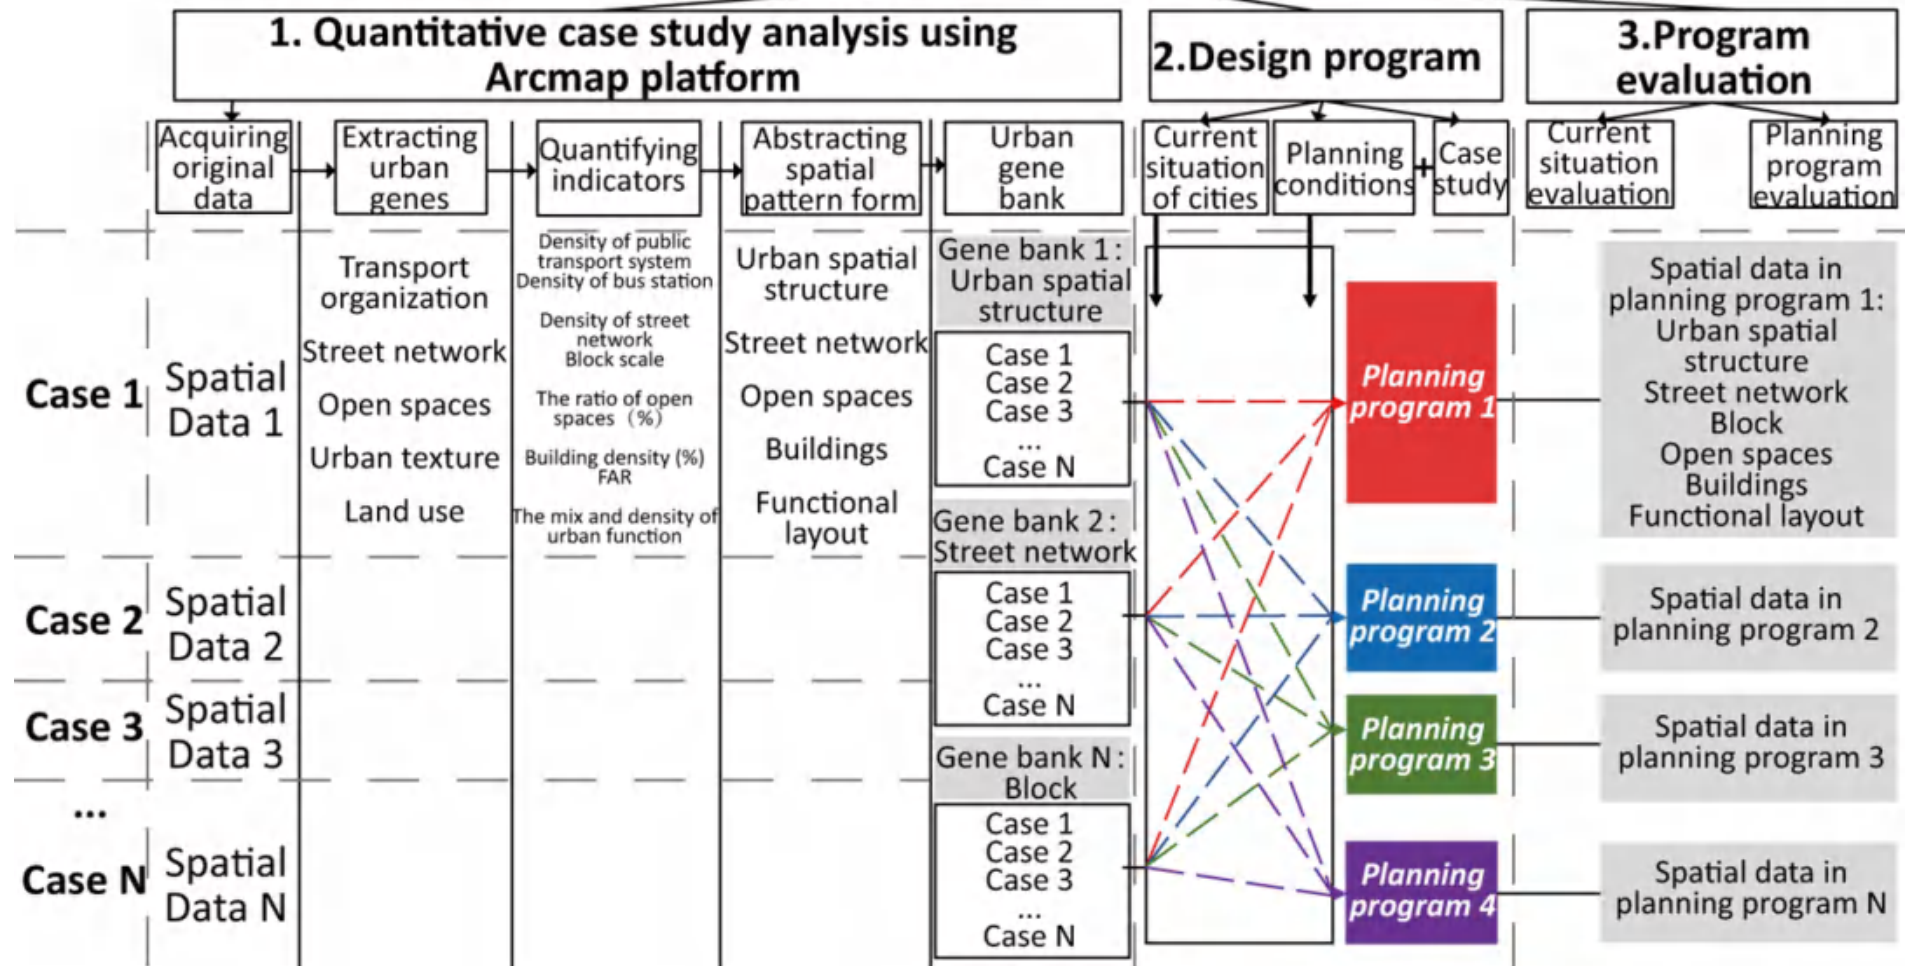 1. Quantitative case study analysis using
Arcmap platform
2.Design program
3.Program
evaluation
Acquiring
original
data
Extracting
urban
genes
Quantifying
indicators
Abstracting
spatial
pattern form
Urban
gene
bank
Current
situation
of cities
Planning
conditions
+
Case
study
Current
situation
evaluation
Planning
program
evaluation
Case 1
Spatial
Data 1
Transport
organization
Street network
Open spaces
Urban texture
Land use
Density of public
transport system
Density of bus station
Density of street
network
Block scale
The ratio of open
spaces (%)
Building density (%)
FAR
The mix and density of
urban function
Urban spatial
structure
Street network
Open spaces
Buildings
Functional
layout
Gene bank 1:
Urban spatial
structure
Case 1
Case 2
Case 3
...
Case N
Gene bank 2:
Street network
Case 1
Case 2
Case 3
...
Case N
Gene bank N:
Block
Case 1
Case 2
Case 3
...
Case N
Planning
program 1
Planning
program 2
Planning
program 3
Planning
program 4
Spatial data in
planning program 1:
Urban spatial
structure
Street network
Block
Open spaces
Buildings
Functional layout
Spatial data in
planning program 2
Spatial data in
planning program 3
Spatial data in
planning program N
Case 2
Spatial
Data 2
Case 3
Spatial
Data 3
...
Case N
Spatial
Data N